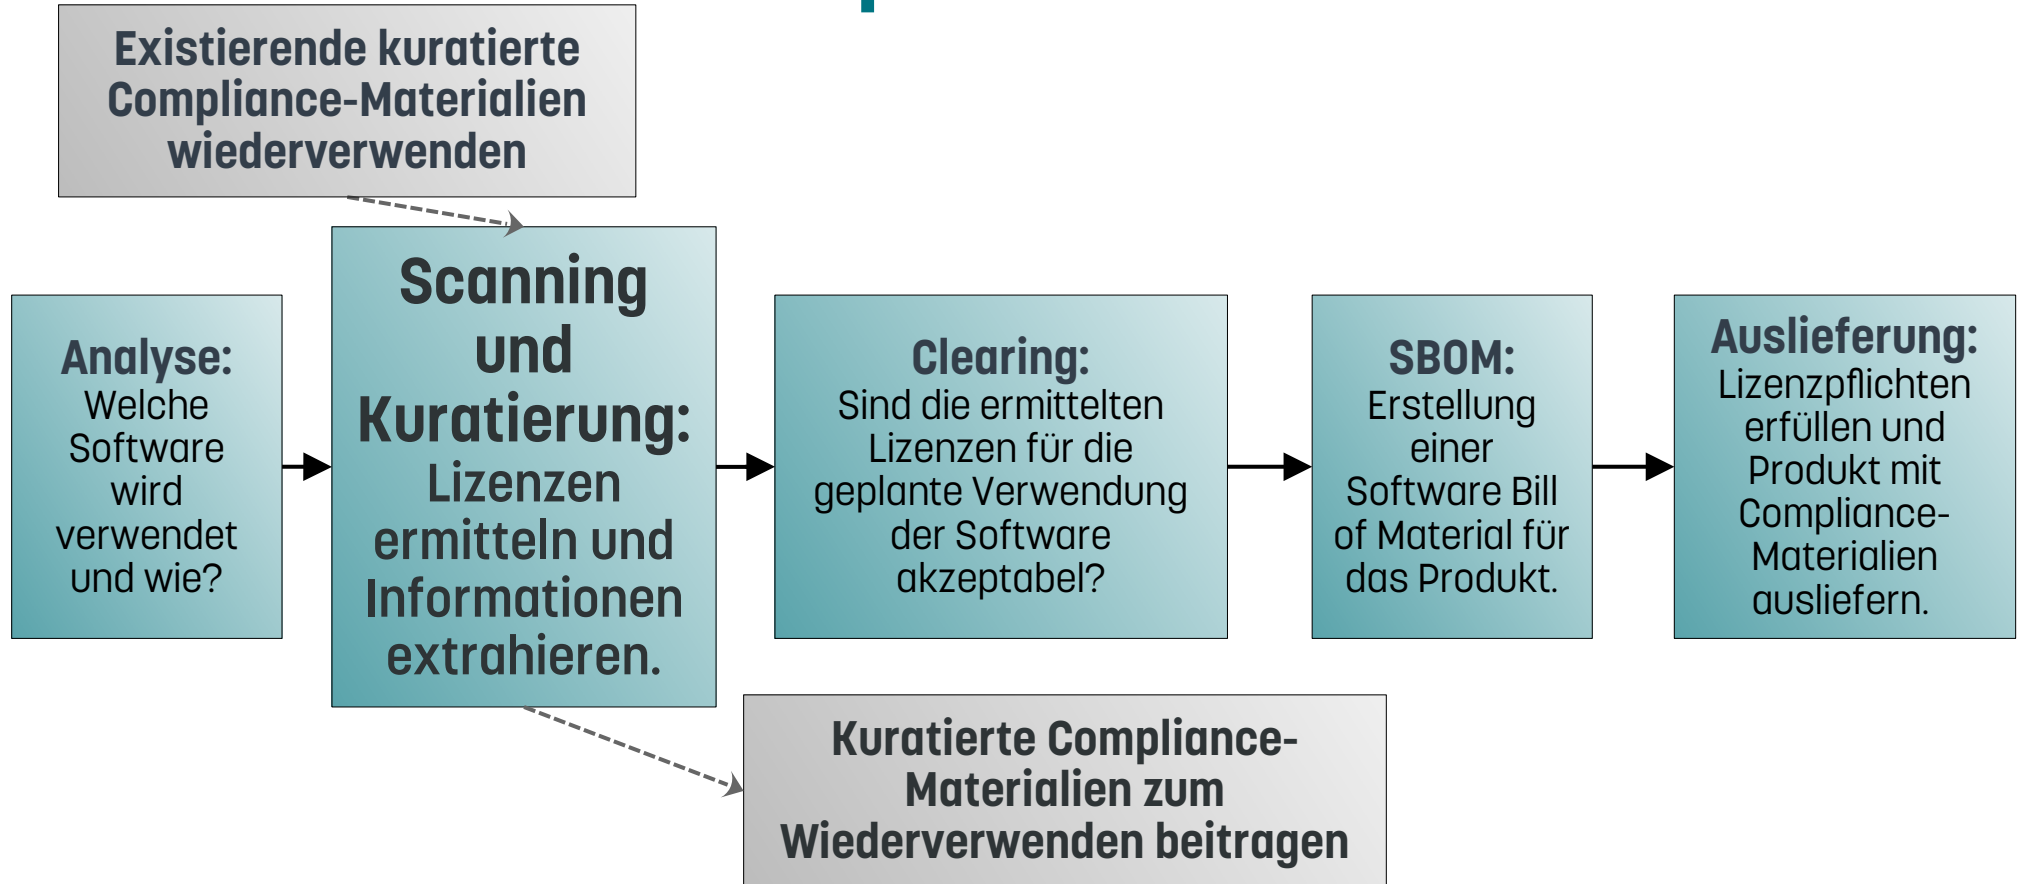 Existierende kuratierte
Compliance-Materialien
wiederverwenden
Analyse:
Welche
Software
wird
verwendet
und wie?
Scanning
und
Kuratierung:
Lizenzen
ermitteln und
Informationen
extrahieren.
Clearing:
Sind die ermittelten
Lizenzen für die
geplante Verwendung
der Software
akzeptabel?
SBOM:
Erstellung
einer
Software Bill
of Material für
das Produkt.
Auslieferung:
Lizenzpflichten
erfüllen und
Produkt mit
Compliance-
Materialien
ausliefern.
Kuratierte Compliance-
Materialien zum
Wiederverwenden beitragen